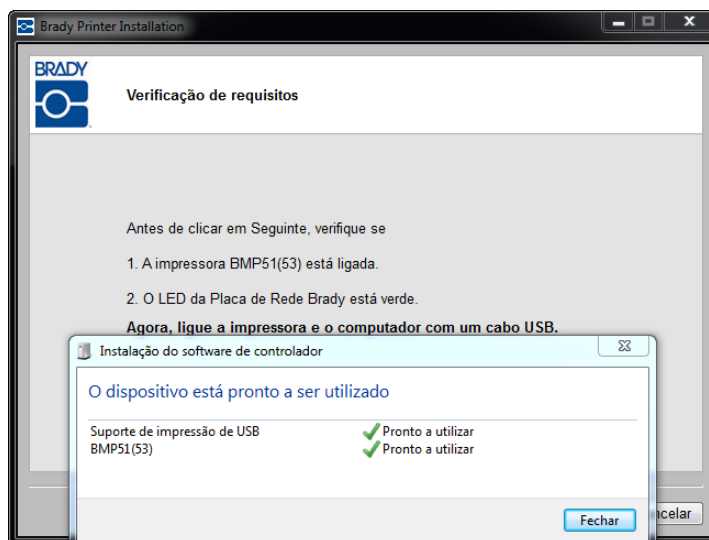 Brady Printer Installation
BRADY
Verificação de requisitos
Antes de clicar em Seguinte, verifique se
1. A impressora BMP51(53) está ligada.
2. O LED da Placa de Rede Brady está verde.
Agora, ligue a impressora e o computador com um cabo USB.
Instalação do software de controlador
O dispositivo está pronto a ser utilizado
Suporte de impressão de USB Pronto a utilizar
BMP51(53) Pronto a utilizar
Fechar
ncelar